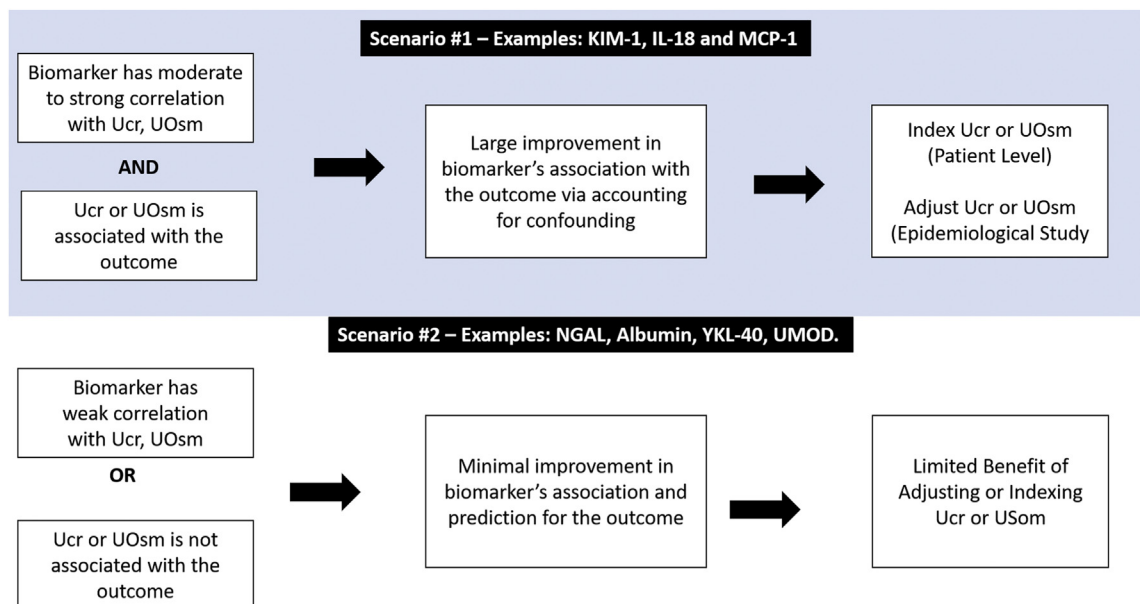 Scenario #1 – Examples: KIM-1, IL-18 and MCP-1
Biomarker has moderate
to strong correlation
with Ucr, UOsm
AND
Ucr or UOsm is
associated with the
outcome
Large improvement in
biomarker's association with
the outcome via accounting
for confounding
Index Ucr or UOsm
(Patient Level)
Adjust Ucr or UOsm
(Epidemiological Study
Scenario #2 – Examples: NGAL, Albumin, YKL-40, UMOD.
Biomarker has
weak correlation
with Ucr, UOsm
OR
Ucr or UOsm is not
associated with the
outcome
Minimal improvement in
biomarker's association and
prediction for the outcome
Limited Benefit of
Adjusting or Indexing
Ucr or USom